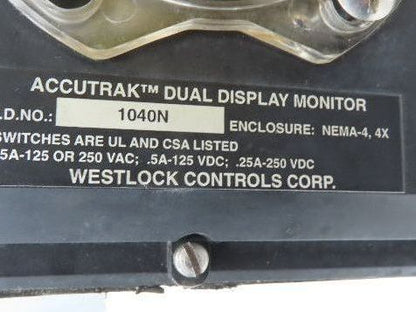 ACCUTRAK™ DUAL DISPLAY MONITOR
.D.NO.: 1040N ENCLOSURE: NEMA-4, 4X
SWITCHES ARE UL AND CSA LISTED
5A-125 OR 250 VAC; .5A-125 VDC; .25A-250 VDC
WESTLOCK CONTROLS CORP.